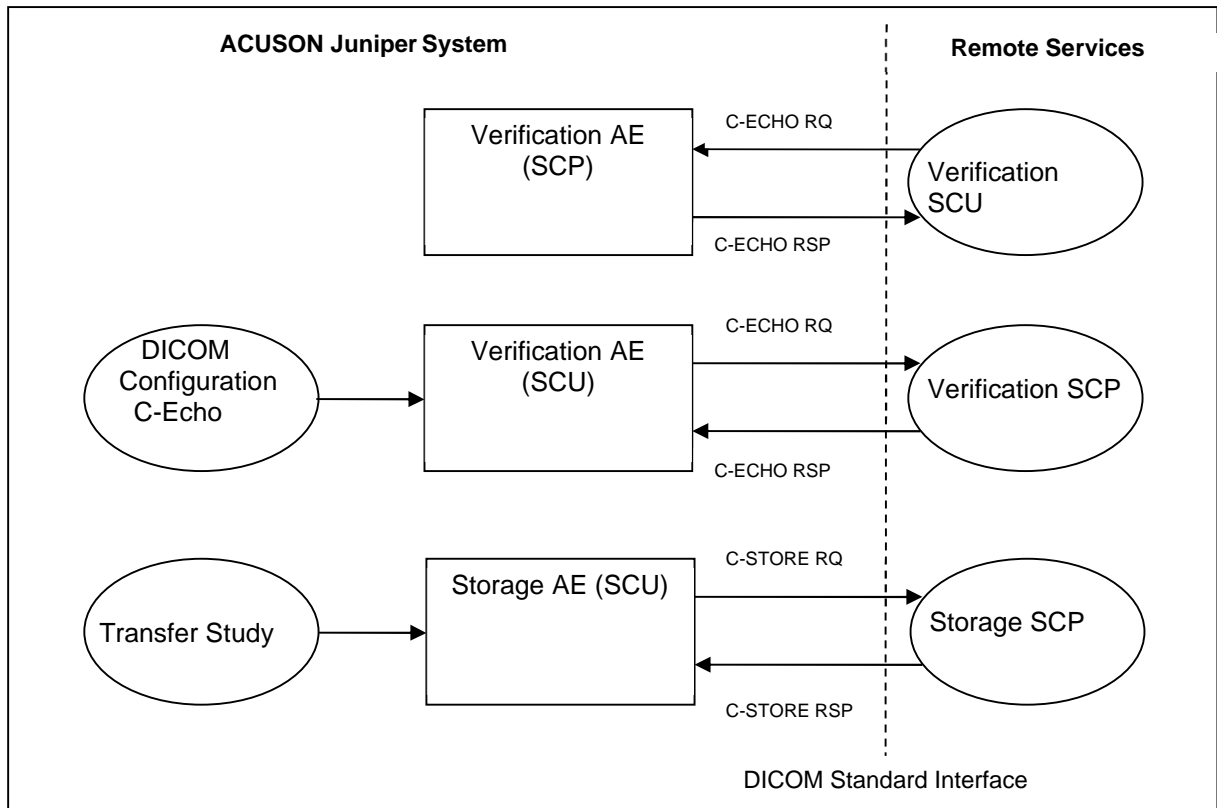 ACUSON Juniper System
Remote Services
Verification AE
(SCP)
C-ECHO RQ
C-ECHO RSP
Verification
SCU
DICOM
Configuration
C-Echo
Verification AE
(SCU)
C-ECHO RQ
C-ECHO RSP
Verification SCP
Transfer Study
Storage AE (SCU)
C-STORE RQ
C-STORE RSP
Storage SCP
DICOM Standard Interface